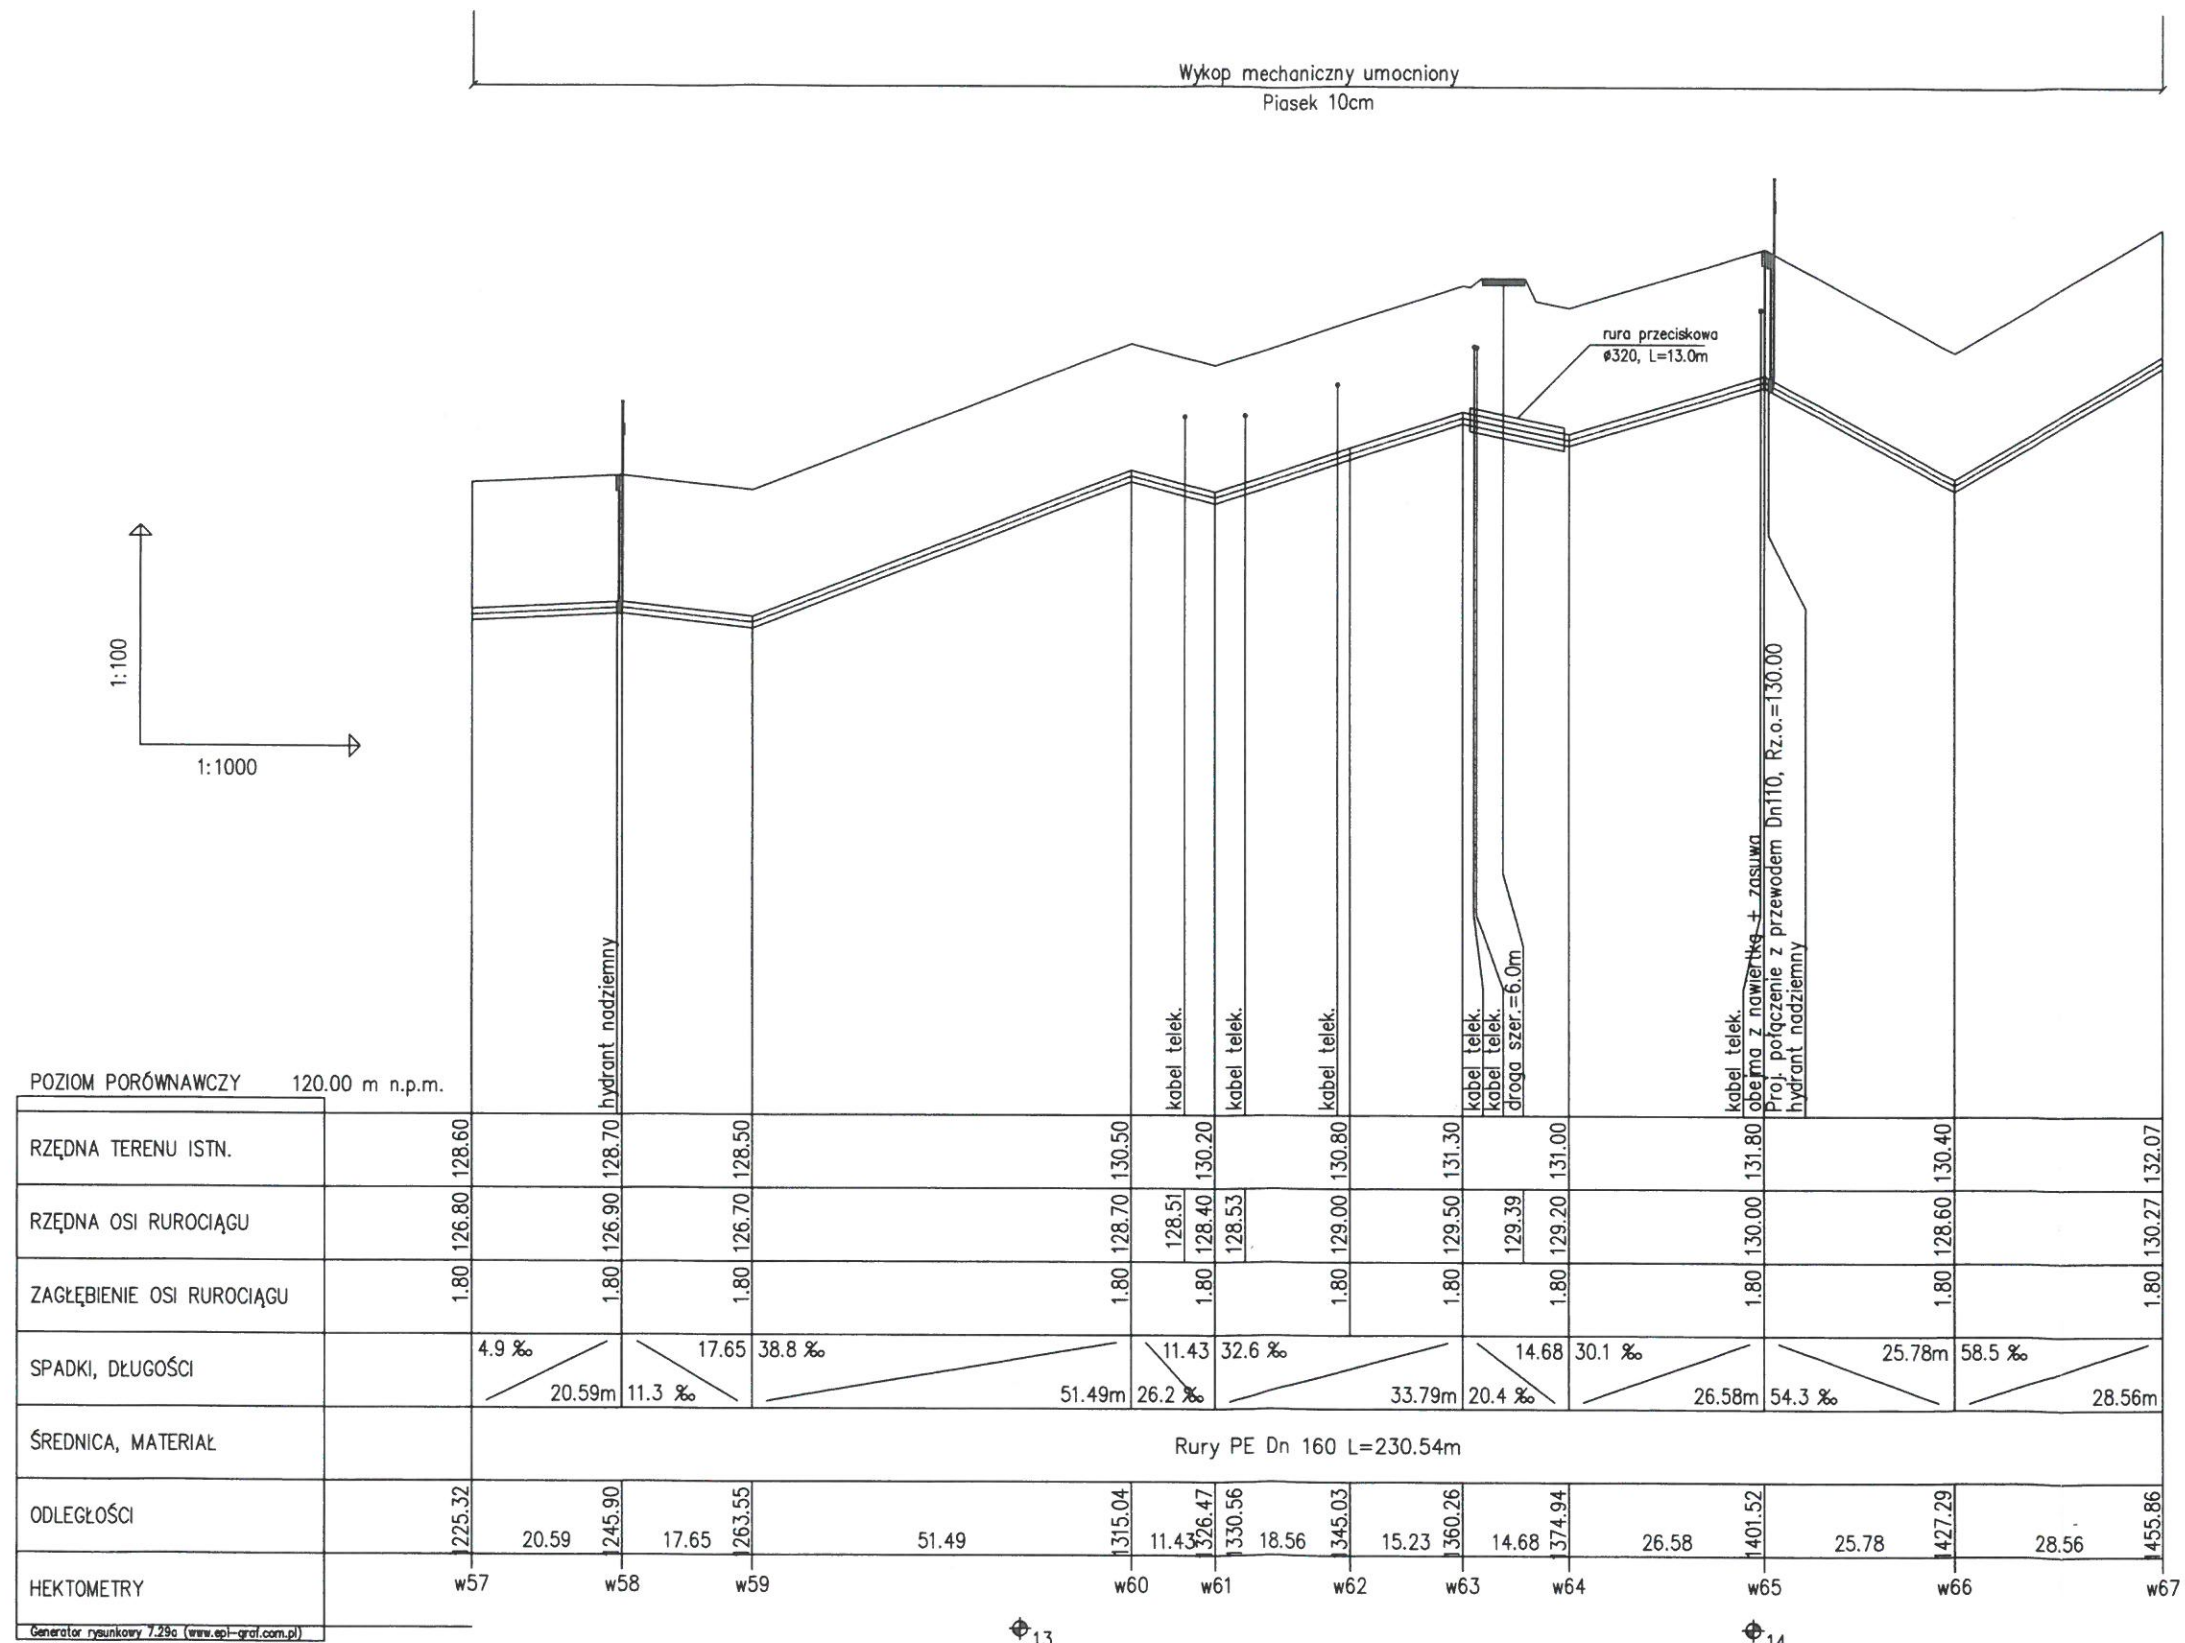 Wykop mechaniczny umocniony
Piasek 10cm
rura przeciskowa
ø320, L=13.0m
1:100
1:1000
hydrant nadziemny
kabel telek.
kabel telek.
kabel telek.
kabel telek.
kabel telek.
droga szer.=6.0m
kabel telek.
obejma z nawiertką + zasuwa
Proj. połączenie z przewodem Dn110, Rz.o.=130.00
hydrant nadziemny
POZIOM PORÓWNAWCZY 120.00 m n.p.m.
RZĘDNA TERENU ISTN. 128.60 128.70 128.50 130.50 130.20 130.80 131.30 131.00 131.80 130.40 132.07
RZĘDNA OSI RUROCIĄGU 126.80 126.90 126.70 128.70 128.51 128.40 128.53 129.00 129.50 129.39 129.20 130.00 128.60 130.27
ZAGŁĘBIENIE OSI RUROCIĄGU 1.80 1.80 1.80 1.80 1.80 1.80 1.80 1.80 1.80 1.80 1.80
SPADKI, DŁUGOŚCI
4.9 ‰ 17.65 38.8 ‰ 11.43 32.6 ‰ 14.68 30.1 ‰ 25.78m 58.5 ‰
20.59m 11.3 ‰ 51.49m 26.2 ‰ 33.79m 20.4 ‰ 26.58m 54.3 ‰ 28.56m
ŚREDNICA, MATERIAŁ Rury PE Dn 160 L=230.54m
ODLEGŁOŚCI 1225.32 1245.90 1263.55 1315.04 1326.47 1330.56 1345.03 1360.26 1374.94 1401.52 1427.29 1455.86
20.59 17.65 51.49 11.43 18.56 15.23 14.68 26.58 25.78 28.56
HEKTOMETRY w57 w58 w59 w60 w61 w62 w63 w64 w65 w66 w67
Generator rysunkowy 7.29a (www.epl-graf.com.pl)
13 14